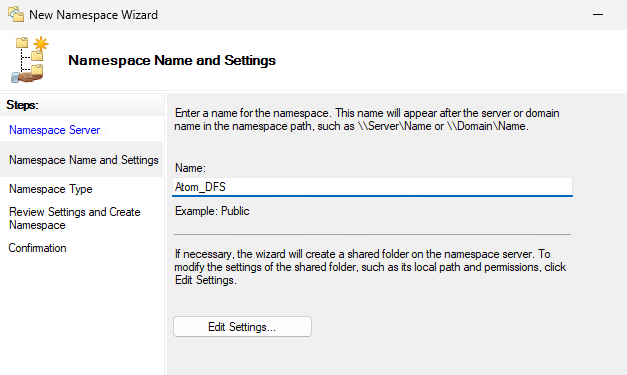 New Namespace Wizard
Namespace Name and Settings
Steps:
Namespace Server
Namespace Name and Settings
Namespace Type
Review Settings and Create
Namespace
Confirmation
Enter a name for the namespace. This name will appear after the server or domain
name in the namespace path, such as \\Server\Name or \\Domain\Name.
Name:
Atom_DFS
Example: Public
If necessary, the wizard will create a shared folder on the namespace server. To
modify the settings of the shared folder, such as its local path and permissions, click
Edit Settings.
Edit Settings...